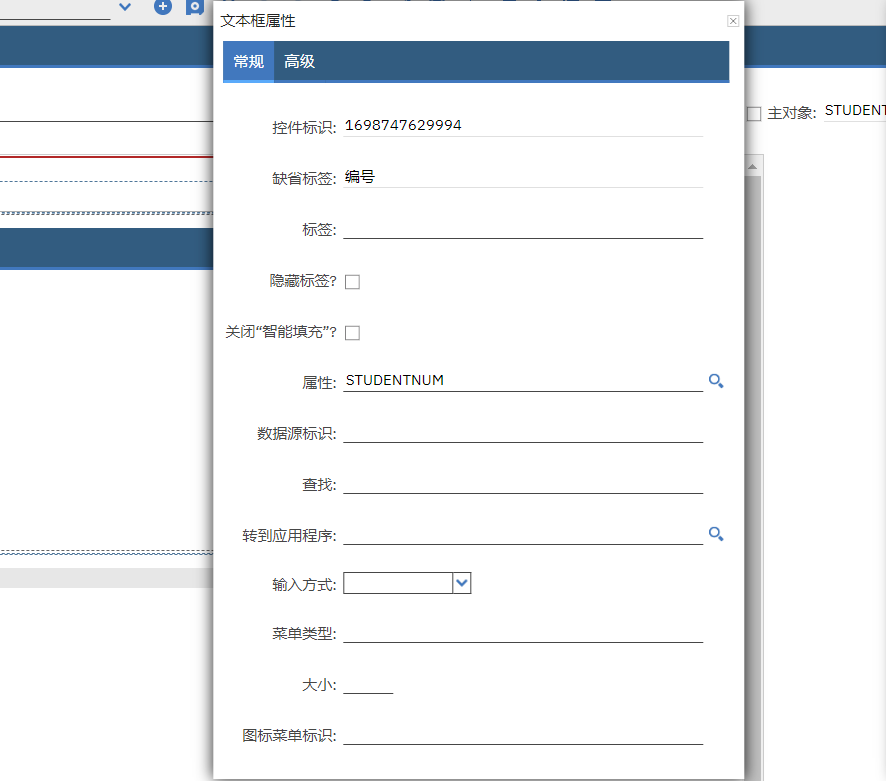 文本框属性
常规 高级
主对象: STUDENT
控件标识: 1698747629994
缺省标签: 编号
标签:
隐藏标签?
关闭“智能填充”?
属性: STUDENTNUM
数据源标识:
查找:
转到应用程序:
输入方式:
菜单类型:
大小:
图标菜单标识: